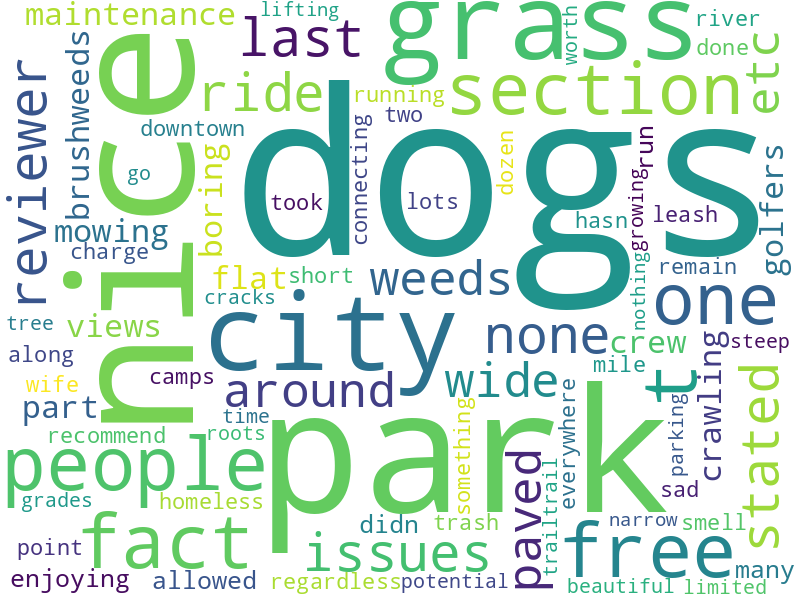 maintenance
lifting
last
grass
worth
river
done
etc
reviewer
brushweeds
nice
ride
running
section
downtown
two
dogs
go
boring
took
connecting
lots
dozen
hasn
growing
run
leash
golfers
mowing
charge
flat
short
weeds
nothing
remain
cracks
one
tree
views
city
none
crew
crawling
steep
along
wife
camps
mile
t
part
around
wide
time
everywhere
parking
stated
recommend
roots
park
something
people
paved
trailtrail
sad
grades
homeless
fact
didn
trash
free
narrow
smell
point
issues
many
enjoying
allowed
regardless
potential
beautiful
limited